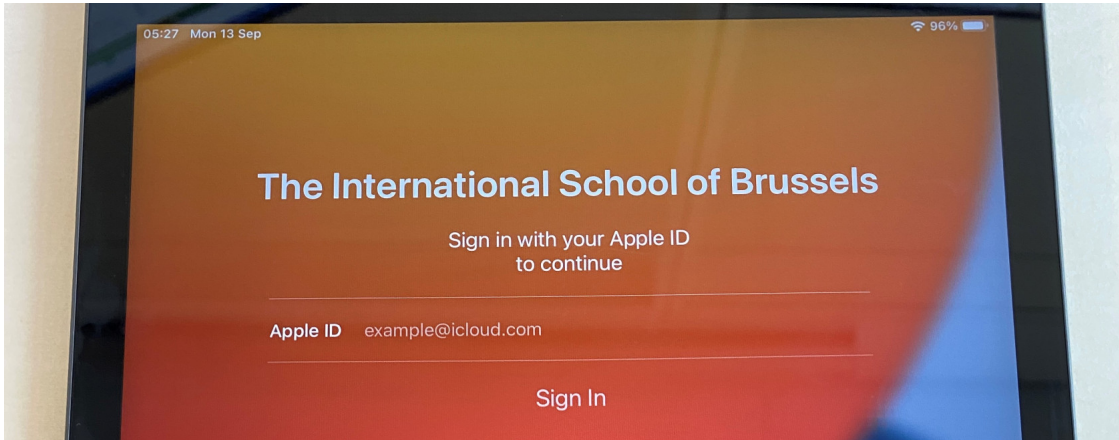 05:27 Mon 13 Sep
96%
The International School of Brussels
Sign in with your Apple ID
to continue
Apple ID example@icloud.com
Sign In